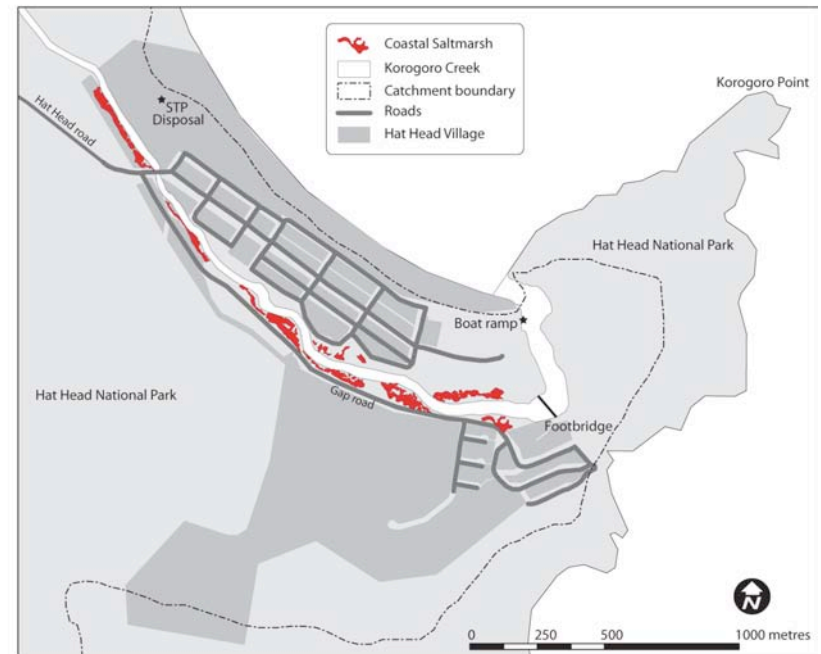 Coastal Saltmarsh
Korogoro Creek
Catchment boundary
Roads
Hat Head Village
Korogoro Point
STP
Disposal
Hat Head road
Hat Head National Park
Boat ramp
Hat Head National Park
Gap road
Footbridge
N
0 250 500 1000 metres